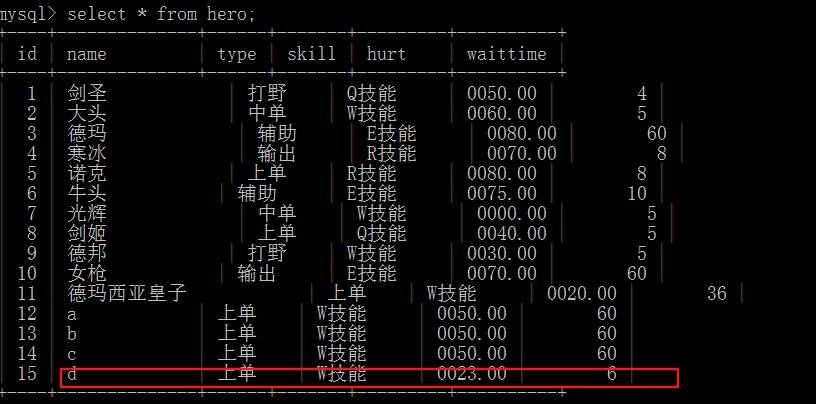 mysql> select * from hero;
+----+---------------+------+-------+---------+----------+
| id | name | type | skill | hurt | waittime |
+----+---------------+------+-------+---------+----------+
| 1 | 剑圣 | 打野 | Q技能 | 0050.00 | 4 |
| 2 | 大头 | 中单 | W技能 | 0060.00 | 5 |
| 3 | 德玛 | 辅助 | E技能 | 0080.00 | 60 |
| 4 | 寒冰 | 输出 | R技能 | 0070.00 | 8 |
| 5 | 诺克 | 上单 | R技能 | 0080.00 | 8 |
| 6 | 牛头 | 辅助 | E技能 | 0075.00 | 10 |
| 7 | 光辉 | 中单 | W技能 | 0000.00 | 5 |
| 8 | 剑姬 | 上单 | Q技能 | 0040.00 | 5 |
| 9 | 德邦 | 打野 | W技能 | 0030.00 | 5 |
| 10 | 女枪 | 输出 | E技能 | 0070.00 | 60 |
| 11 | 德玛西亚皇子 | 上单 | W技能 | 0020.00 | 36 |
| 12 | a | 上单 | W技能 | 0050.00 | 60 |
| 13 | b | 上单 | W技能 | 0050.00 | 60 |
| 14 | c | 上单 | W技能 | 0050.00 | 60 |
| 15 | d | 上单 | W技能 | 0023.00 | 6 |
+----+---------------+------+-------+---------+----------+